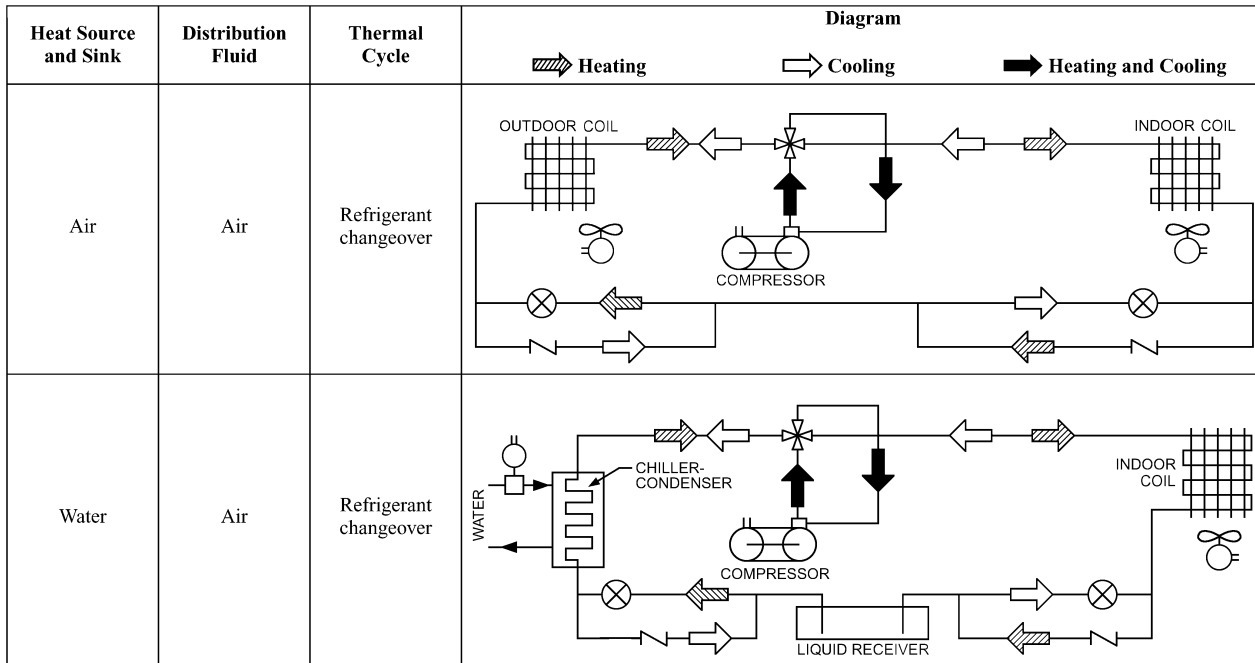 Heat Source
and Sink
Distribution
Fluid
Thermal
Cycle
Diagram
Heating
Cooling
Heating and Cooling
Air
Air
Refrigerant
changeover
OUTDOOR COIL
INDOOR COIL
COMPRESSOR
Water
Air
Refrigerant
changeover
CHILLER-
CONDENSER
WATER
INDOOR
COIL
COMPRESSOR
LIQUID RECEIVER